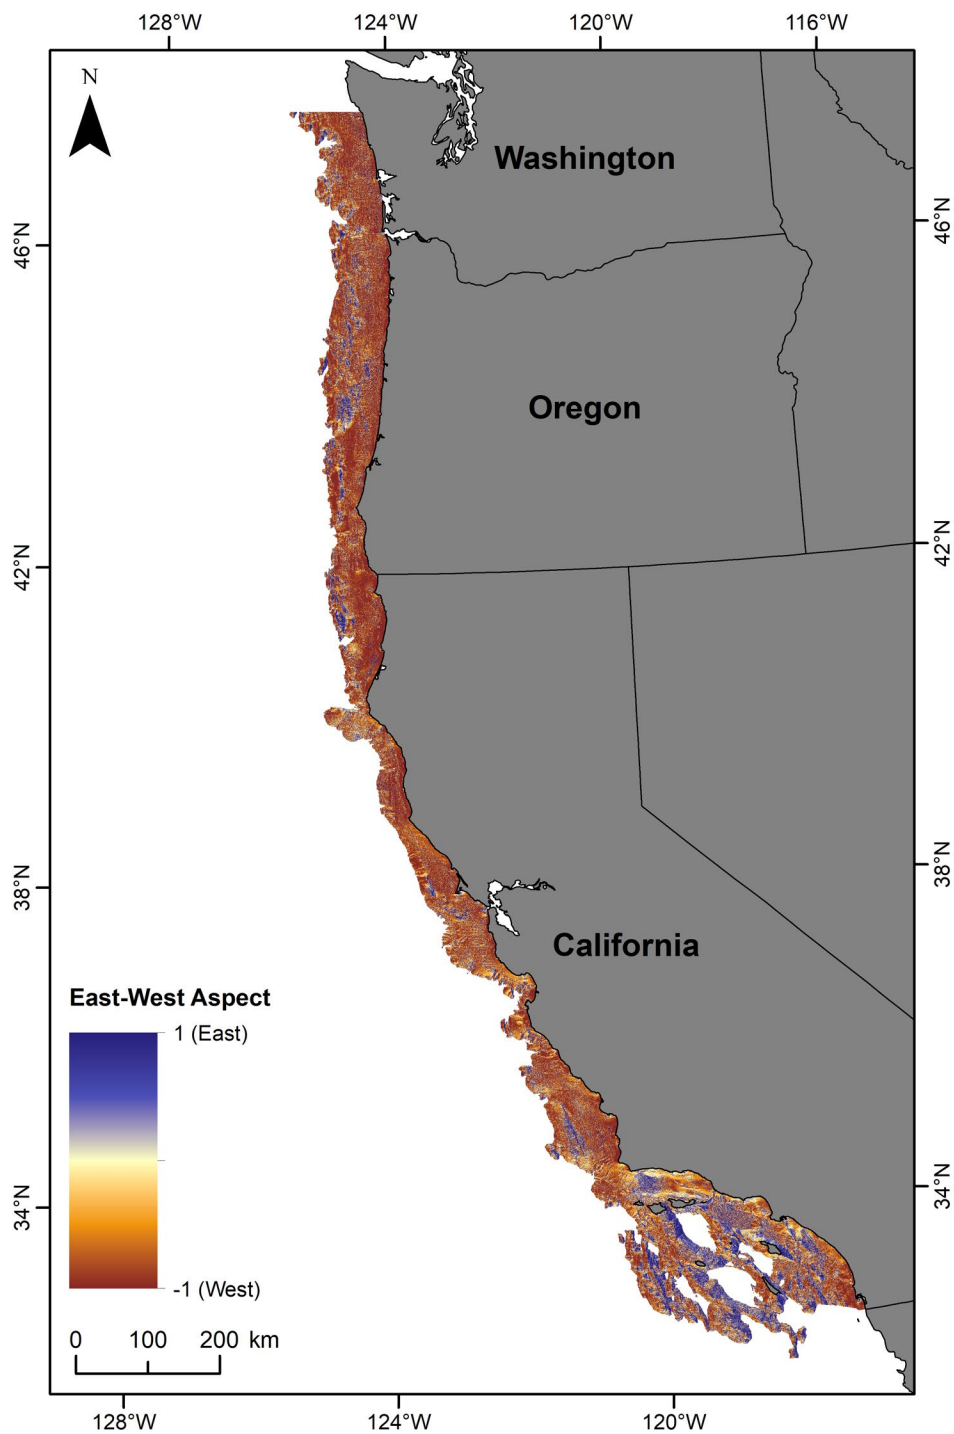 128°W 124°W 120°W 116°W
N
Washington
46°N 46°N
Oregon
42°N 42°N
38°N 38°N
California
East-West Aspect
1 (East)
34°N 34°N
-1 (West)
0 100 200 km
128°W 124°W 120°W